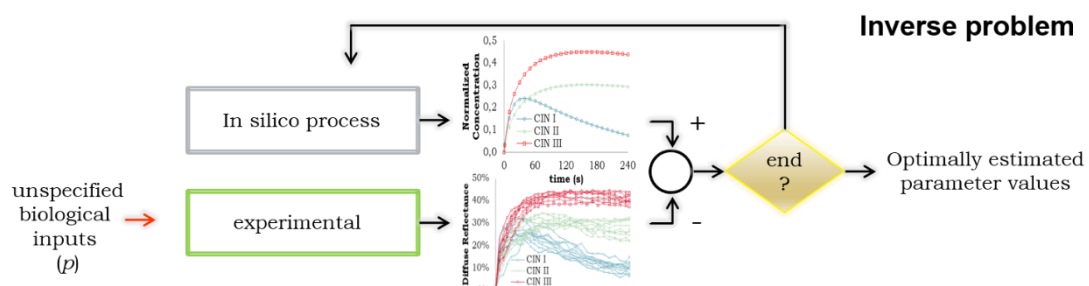 Inverse problem
In silico process
Normalized
Concentration
0,5
0,4
0,3
0,2
0,1
0,0
CIN I
CIN II
CIN III
0
60
120
180
240
time (s)
+
end
?
Optimally estimated
parameter values
unspecified
biological
inputs
(p)
experimental
Diffuse Reflectance
50%
40%
30%
20%
10%
CIN I
CIN II
CIN III
-